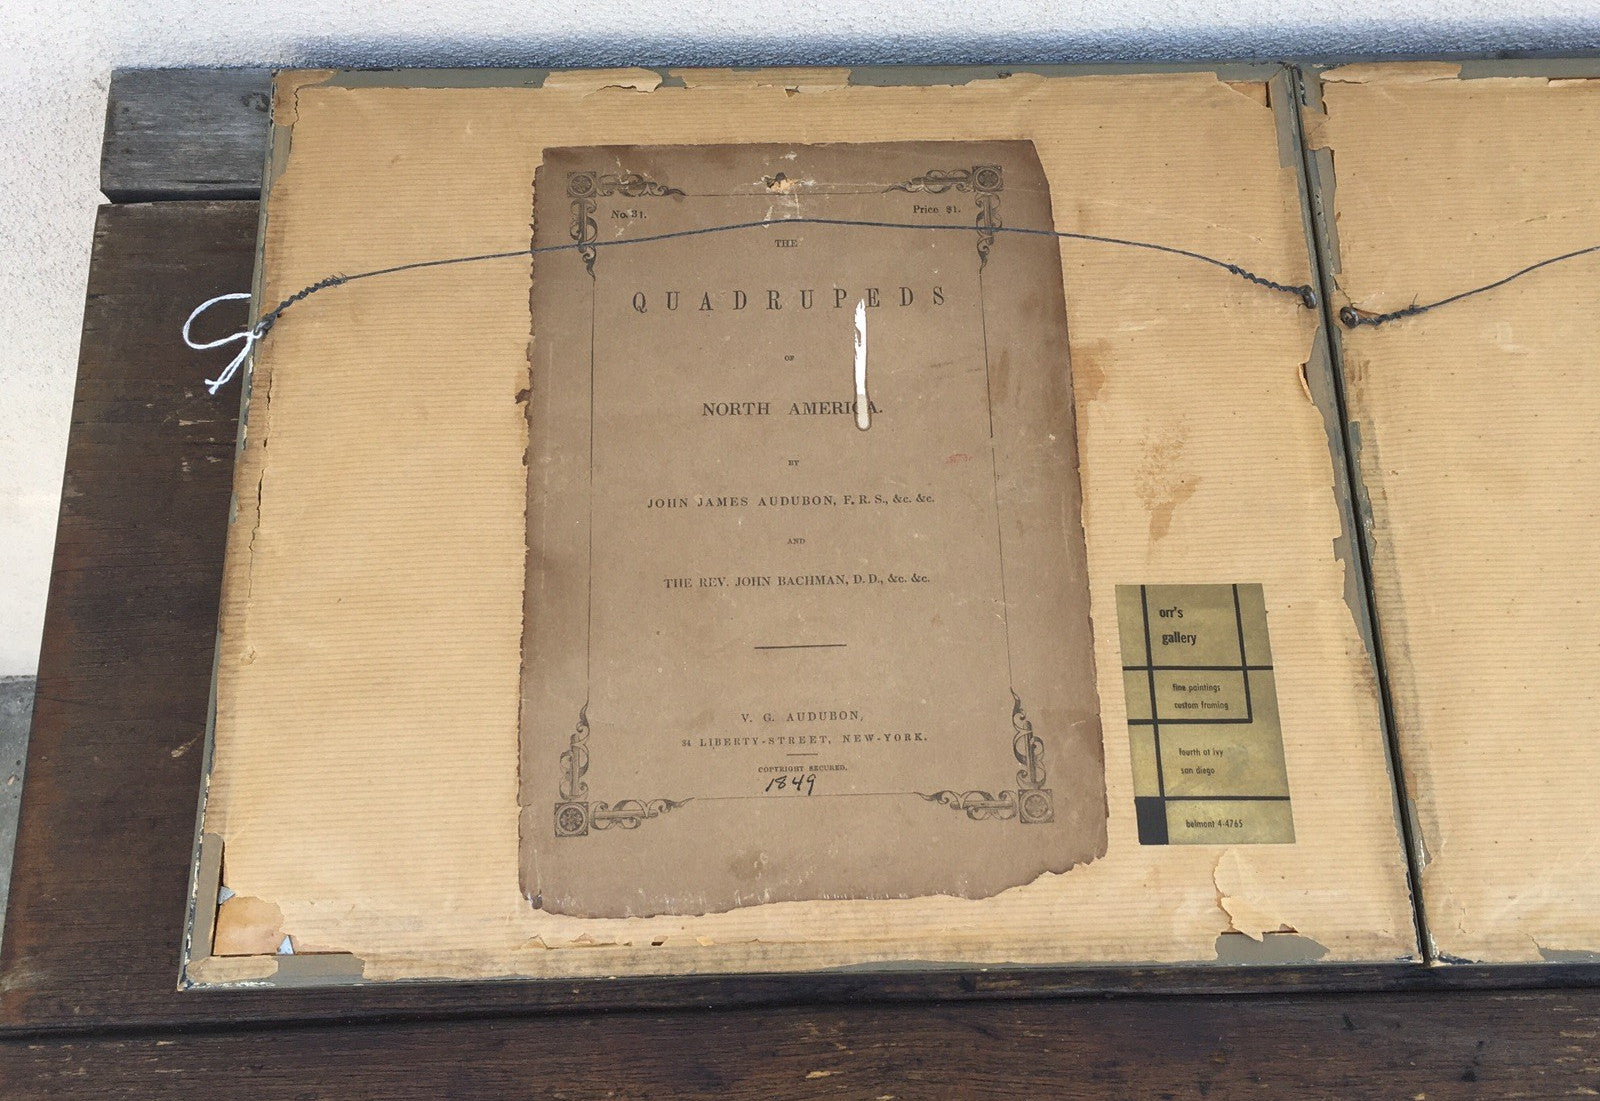 No. 31.
Price $1.
THE
QUADRUPEDS
OF
NORTH AMERICA.
BY
JOHN JAMES AUDUBON, F. R. S., &c. &c.
AND
THE REV. JOHN BACHMAN, D. D., &c. &c.
V. G. AUDUBON,
34 LIBERTY-STREET, NEW-YORK.
COPYRIGHT SECURED.
1849
orr's
gallery
fine paintings
custom framing
fourth at ivy
san diego
belmont 4-4765